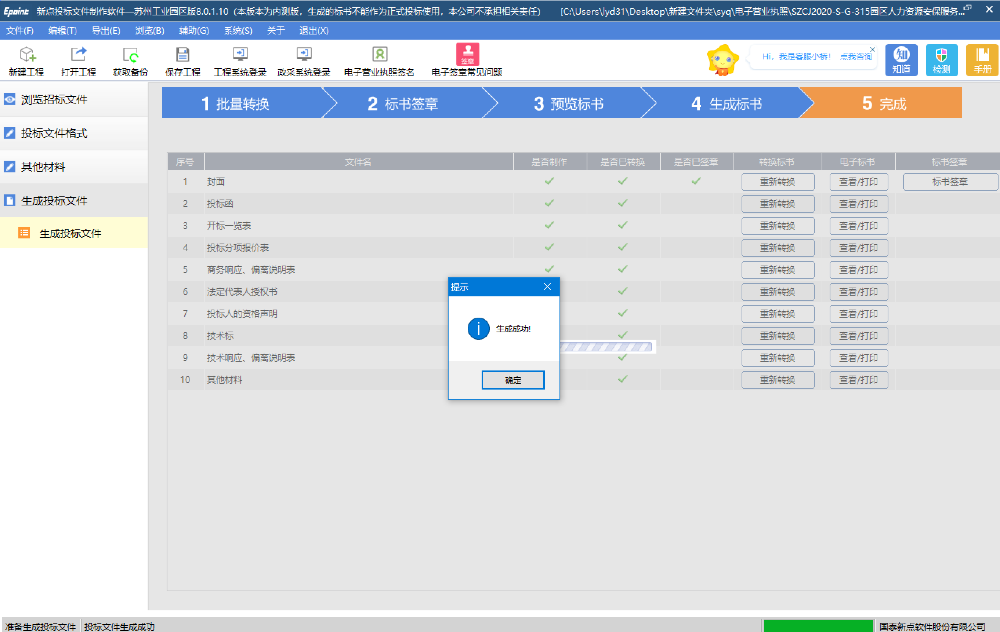 Epoint 新点投标文件制作软件—苏州工业园区版8.0.1.10（本版本为内测版，生成的标书不能作为正式投标使用，本公司不承担相关责任） [C:\Users\lyd31\Desktop\新建文件夹\syq\电子营业执照\SZCJ2020-S-G-315园区人力资源安保服务...
文件(F) 编辑(T) 导出(E) 浏览(B) 辅助(G) 系统(S) 关于 退出(X)
新建工程 打开工程 获取备份 保存工程 工程系统登录 政采系统登录 电子营业执照签名 签章 电子签章常见问题 Hi，我是客服小桥！ 点我咨询 知 知道 检测 手册
浏览招标文件
投标文件格式
其他材料
生成投标文件
生成投标文件
1 批量转换 2 标书签章 3 预览标书 4 生成标书 5 完成
序号 文件名 是否制作 是否已转换 是否已签章 转换标书 电子标书 标书签章
1 封面 重新转换 查看/打印 标书签章
2 投标函 重新转换 查看/打印
3 开标一览表 重新转换 查看/打印
4 投标分项报价表 重新转换 查看/打印
5 商务响应、偏离说明表 重新转换 查看/打印
6 法定代表人授权书 重新转换 查看/打印
7 投标人的资格声明 重新转换 查看/打印
8 技术标 重新转换 查看/打印
9 技术响应、偏离说明表 重新转换 查看/打印
10 其他材料 重新转换 查看/打印
提示
生成成功!
确定
准备生成投标文件 投标文件生成成功 国泰新点软件股份有限公司